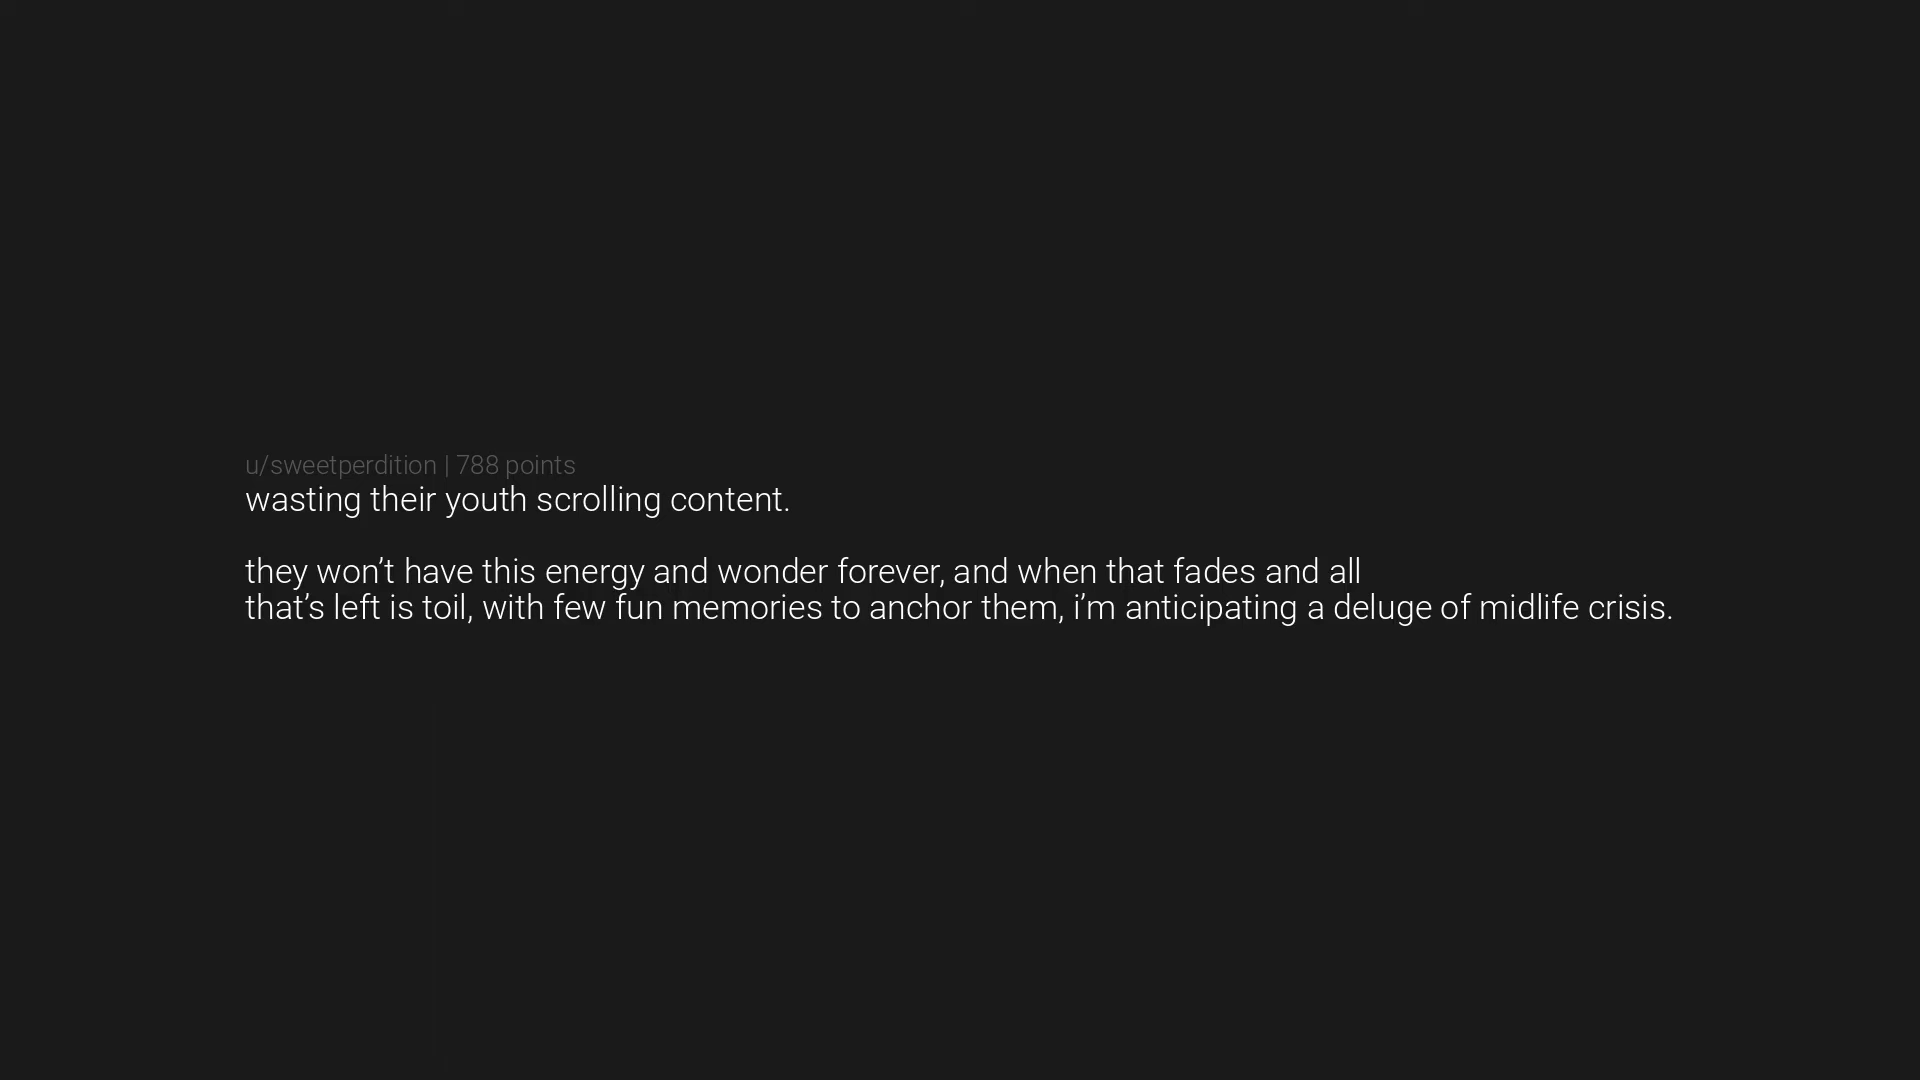 u/sweetperdition | 788 points
wasting their youth scrolling content.
they won’t have this energy and wonder forever, and when that fades and all
that’s left is toil, with few fun memories to anchor them, i’m anticipating a deluge of midlife crisis.